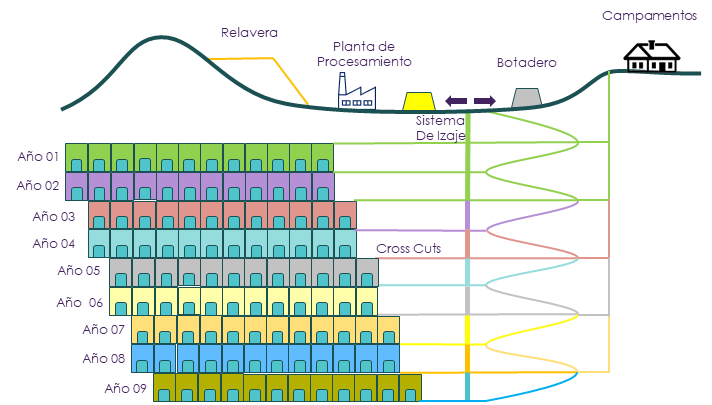 Campamentos
Relavera
Planta de
Procesamiento
Botadero
Sistema
De Izaje
Año 01
Año 02
Año 03
Año 04
Cross Cuts
Año 05
Año  06
Año 07
Año 08
Año 09